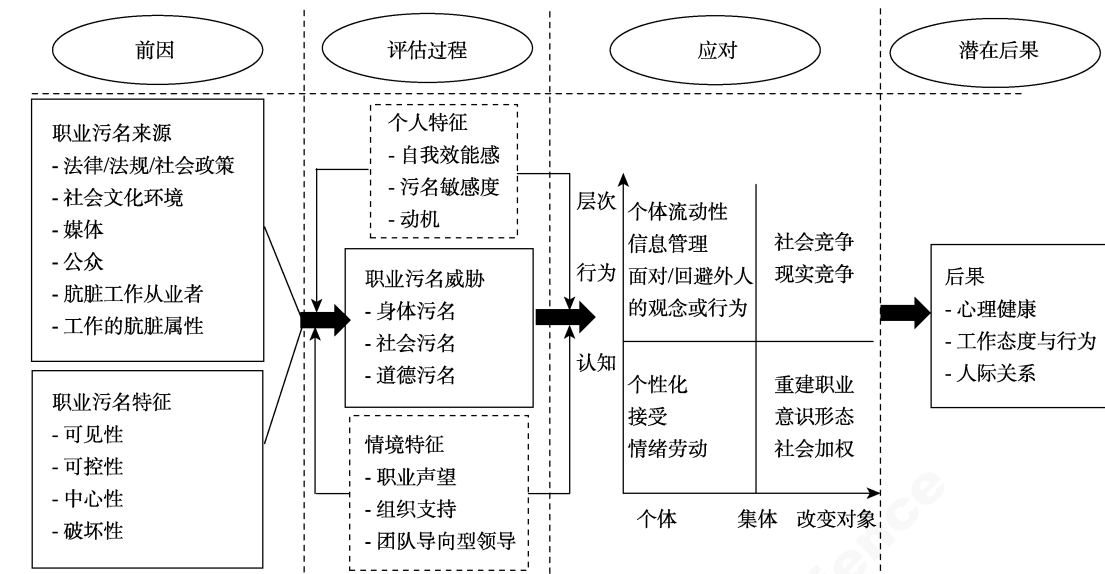 前因
评估过程
应对
潜在后果
职业污名来源
- 法律/法规/社会政策
- 社会文化环境
- 媒体
- 公众
- 肮脏工作从业者
- 工作的肮脏属性
职业污名特征
- 可见性
- 可控性
- 中心性
- 破坏性
个人特征
- 自我效能感
- 污名敏感度
- 动机
职业污名威胁
- 身体污名
- 社会污名
- 道德污名
情境特征
- 职业声望
- 组织支持
- 团队导向型领导
层次
行为
认知
个体流动性
信息管理
面对/回避外人
的观念或行为
社会竞争
现实竞争
个性化
接受
情绪劳动
重建职业
意识形态
社会加权
个体
集体
改变对象
后果
- 心理健康
- 工作态度与行为
- 人际关系
ience